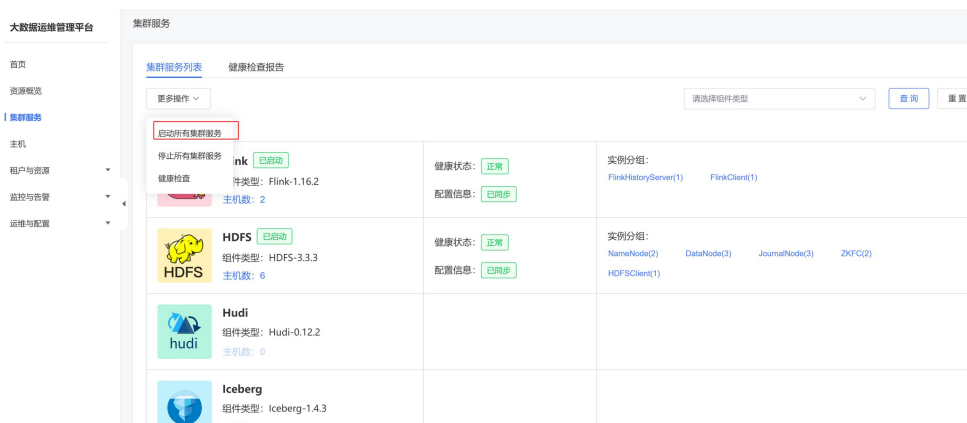 大数据运维管理平台
集群服务
首页
资源概览
集群服务
主机
租户与资源
监控与告警
运维与配置
集群服务列表 健康检查报告
更多操作 请选择组件类型 查询 重置
启动所有集群服务
停止所有集群服务
健康检查
ink 已启动
件类型：Flink-1.16.2
主机数：2
健康状态：正常
配置信息：已同步
实例分组：
FlinkHistoryServer(1) FlinkClient(1)
HDFS
HDFS 已启动
组件类型：HDFS-3.3.3
主机数：6
健康状态：正常
配置信息：已同步
实例分组：
NameNode(2) DataNode(3) JournalNode(3) ZKFC(2)
HDFSClient(1)
hudi
Hudi
组件类型：Hudi-0.12.2
主机数：0
Iceberg
组件类型：Iceberg-1.4.3